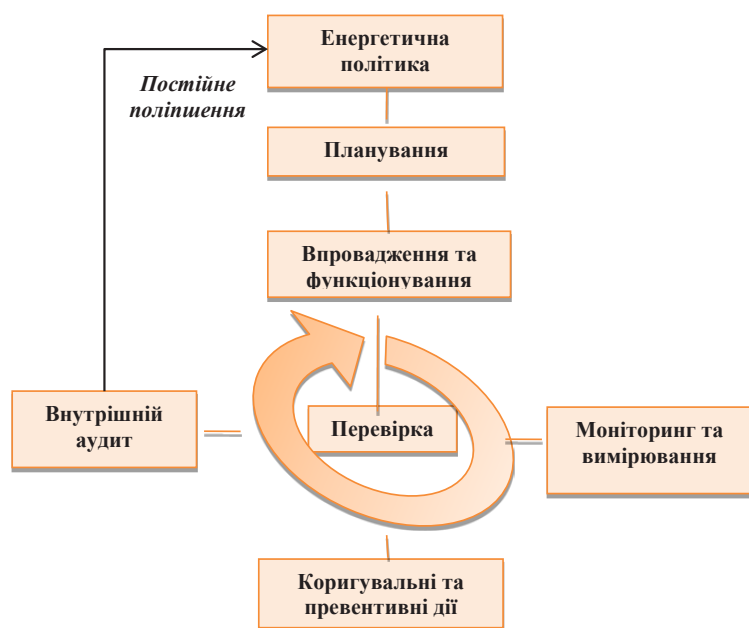 Енергетична
політика
Постійне
поліпшення
Планування
Впровадження та
функціонування
Внутрішній
аудит
Перевірка
Моніторинг та
вимірювання
Коригувальні та
превентивні дії